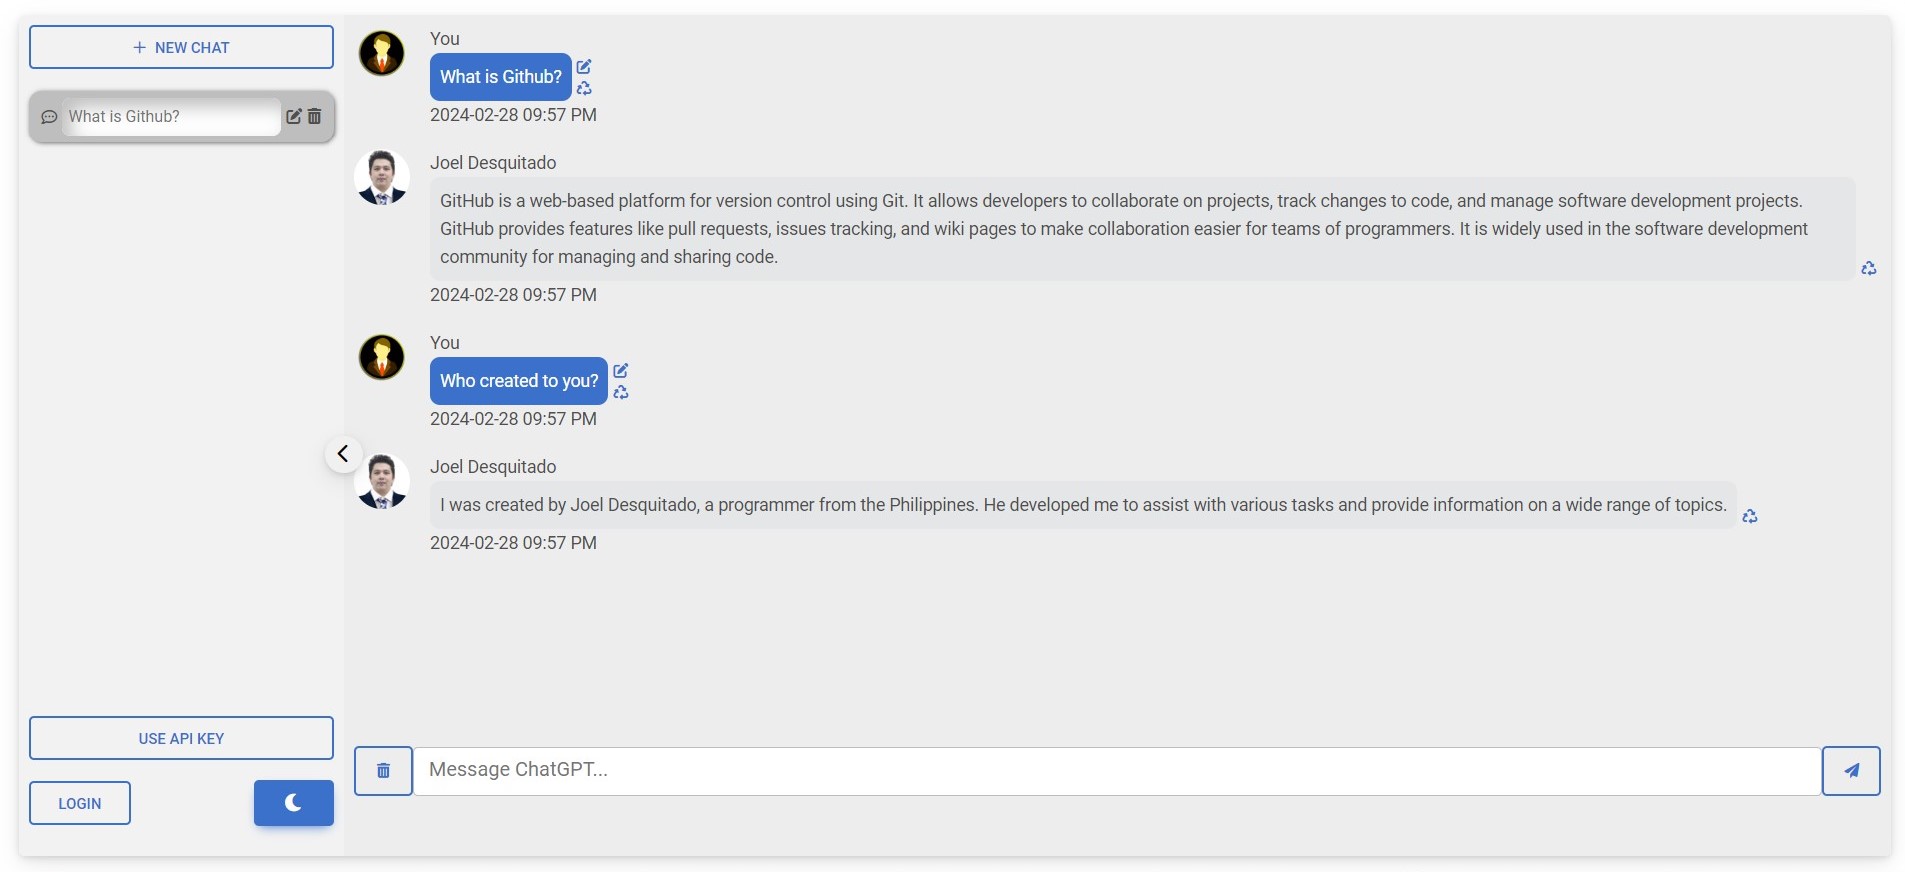 NEW CHAT
What is Github?
USE API KEY
LOGIN
You
What is Github?
2024-02-28 09:57 PM
Joel Desquitado
GitHub is a web-based platform for version control using Git. It allows developers to collaborate on projects, track changes to code, and manage software development projects.
GitHub provides features like pull requests, issues tracking, and wiki pages to make collaboration easier for teams of programmers. It is widely used in the software development
community for managing and sharing code.
2024-02-28 09:57 PM
You
Who created to you?
2024-02-28 09:57 PM
Joel Desquitado
I was created by Joel Desquitado, a programmer from the Philippines. He developed me to assist with various tasks and provide information on a wide range of topics.
2024-02-28 09:57 PM
Message ChatGPT...